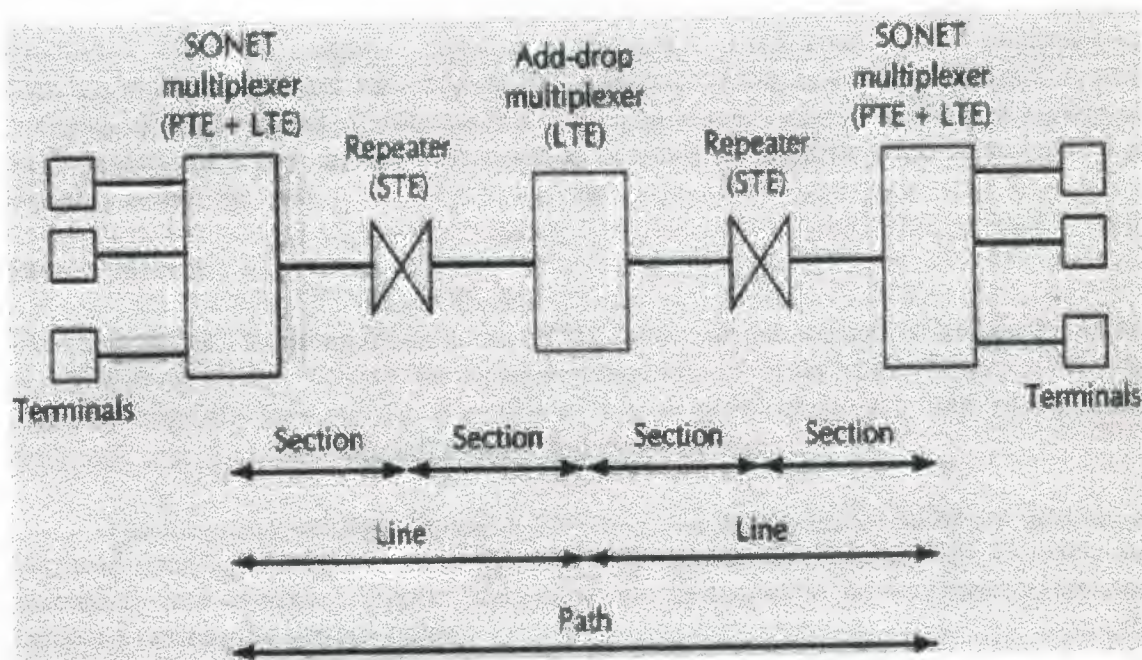 SONET
multiplexer
(PTE + LTE)
Repeater
(STE)
Add-drop
multiplexer
(LTE)
Repeater
(STE)
SONET
multiplexer
(PTE + LTE)
Terminals
Terminals
Section
Section
Section
Section
Line
Line
Path